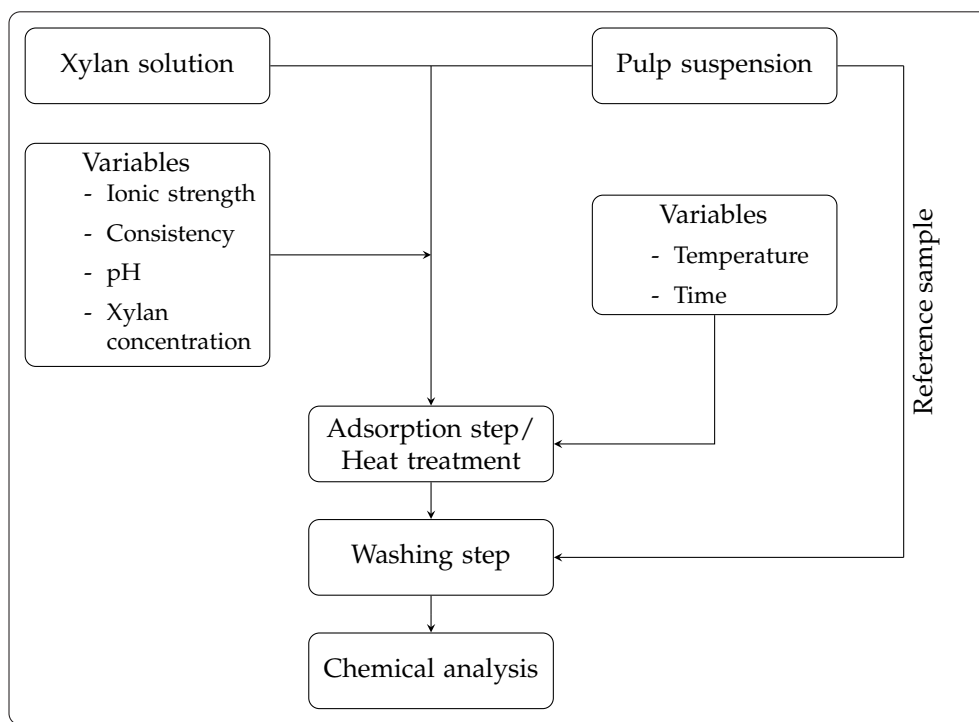 Xylan solution
Pulp suspension
Variables
- Ionic strength
- Consistency
- pH
- Xylan
concentration
Variables
- Temperature
- Time
Reference sample
Adsorption step/
Heat treatment
Washing step
Chemical analysis